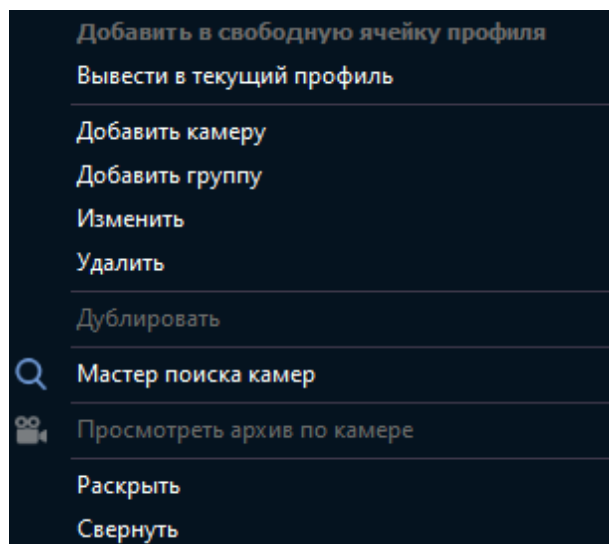 Добавить в свободную ячейку профиля
Вывести в текущий профиль
Добавить камеру
Добавить группу
Изменить
Удалить
Дублировать
Мастер поиска камер
Просмотреть архив по камере
Раскрыть
Свернуть